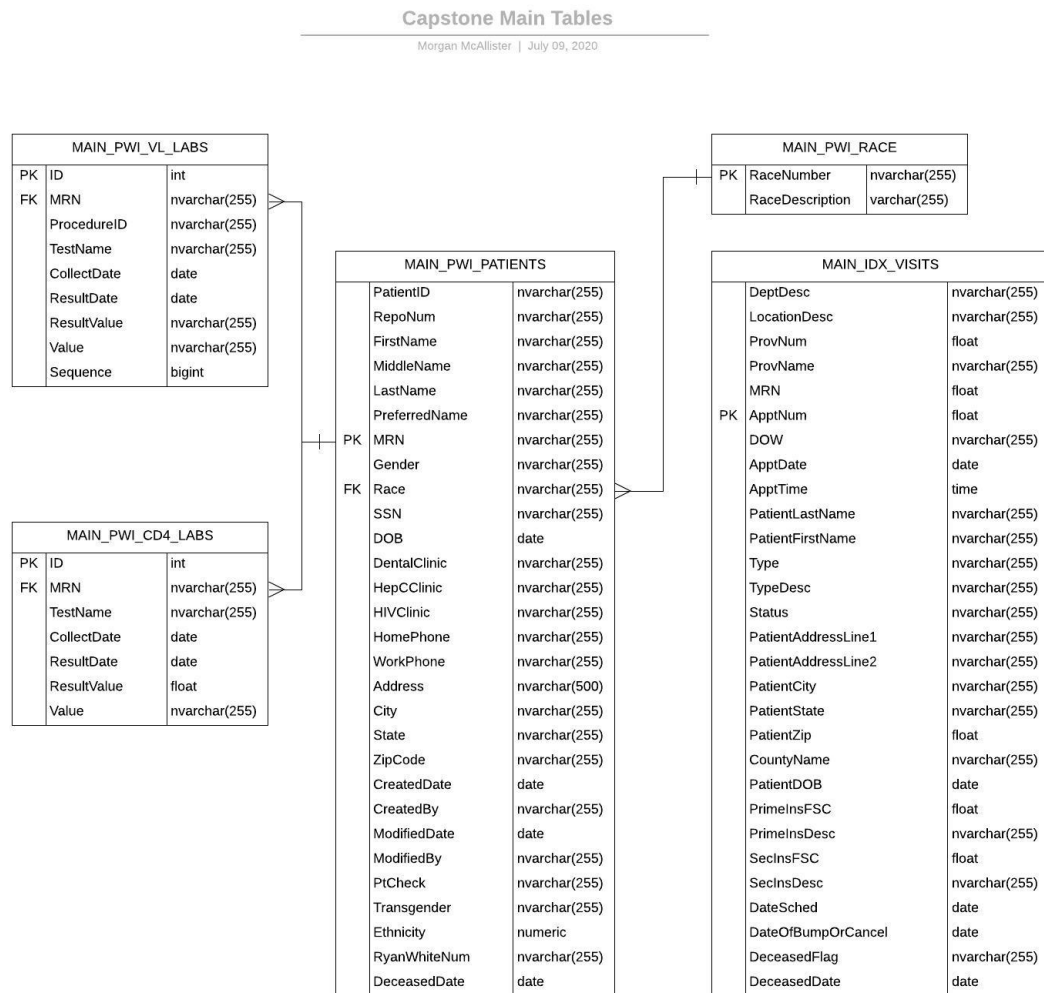 Capstone Main Tables
Morgan McAllister | July 09, 2020
MAIN_PWI_VL_LABS
PK ID int
FK MRN nvarchar(255)
ProcedureID nvarchar(255)
TestName nvarchar(255)
CollectDate date
ResultDate date
ResultValue nvarchar(255)
Value nvarchar(255)
Sequence bigint
MAIN_PWI_CD4_LABS
PK ID int
FK MRN nvarchar(255)
TestName nvarchar(255)
CollectDate date
ResultDate date
ResultValue float
Value nvarchar(255)
MAIN_PWI_PATIENTS
PatientID nvarchar(255)
RepoNum nvarchar(255)
FirstName nvarchar(255)
MiddleName nvarchar(255)
LastName nvarchar(255)
PreferredName nvarchar(255)
PK MRN nvarchar(255)
Gender nvarchar(255)
FK Race nvarchar(255)
SSN nvarchar(255)
DOB date
DentalClinic nvarchar(255)
HepCClinic nvarchar(255)
HIVClinic nvarchar(255)
HomePhone nvarchar(255)
WorkPhone nvarchar(255)
Address nvarchar(500)
City nvarchar(255)
State nvarchar(255)
ZipCode nvarchar(255)
CreatedDate date
CreatedBy nvarchar(255)
ModifiedDate date
ModifiedBy nvarchar(255)
PtCheck nvarchar(255)
Transgender nvarchar(255)
Ethnicity numeric
RyanWhiteNum nvarchar(255)
DeceasedDate date
MAIN_PWI_RACE
PK RaceNumber nvarchar(255)
RaceDescription varchar(255)
MAIN_IDX_VISITS
DeptDesc nvarchar(255)
LocationDesc nvarchar(255)
ProvNum float
ProvName nvarchar(255)
MRN float
PK ApptNum float
DOW nvarchar(255)
ApptDate date
ApptTime time
PatientLastName nvarchar(255)
PatientFirstName nvarchar(255)
Type nvarchar(255)
TypeDesc nvarchar(255)
Status nvarchar(255)
PatientAddressLine1 nvarchar(255)
PatientAddressLine2 nvarchar(255)
PatientCity nvarchar(255)
PatientState nvarchar(255)
PatientZip float
CountyName nvarchar(255)
PatientDOB date
PrimeInsFSC float
PrimeInsDesc nvarchar(255)
SecInsFSC float
SecInsDesc nvarchar(255)
DateSched date
DateOfBumpOrCancel date
DeceasedFlag nvarchar(255)
DeceasedDate date